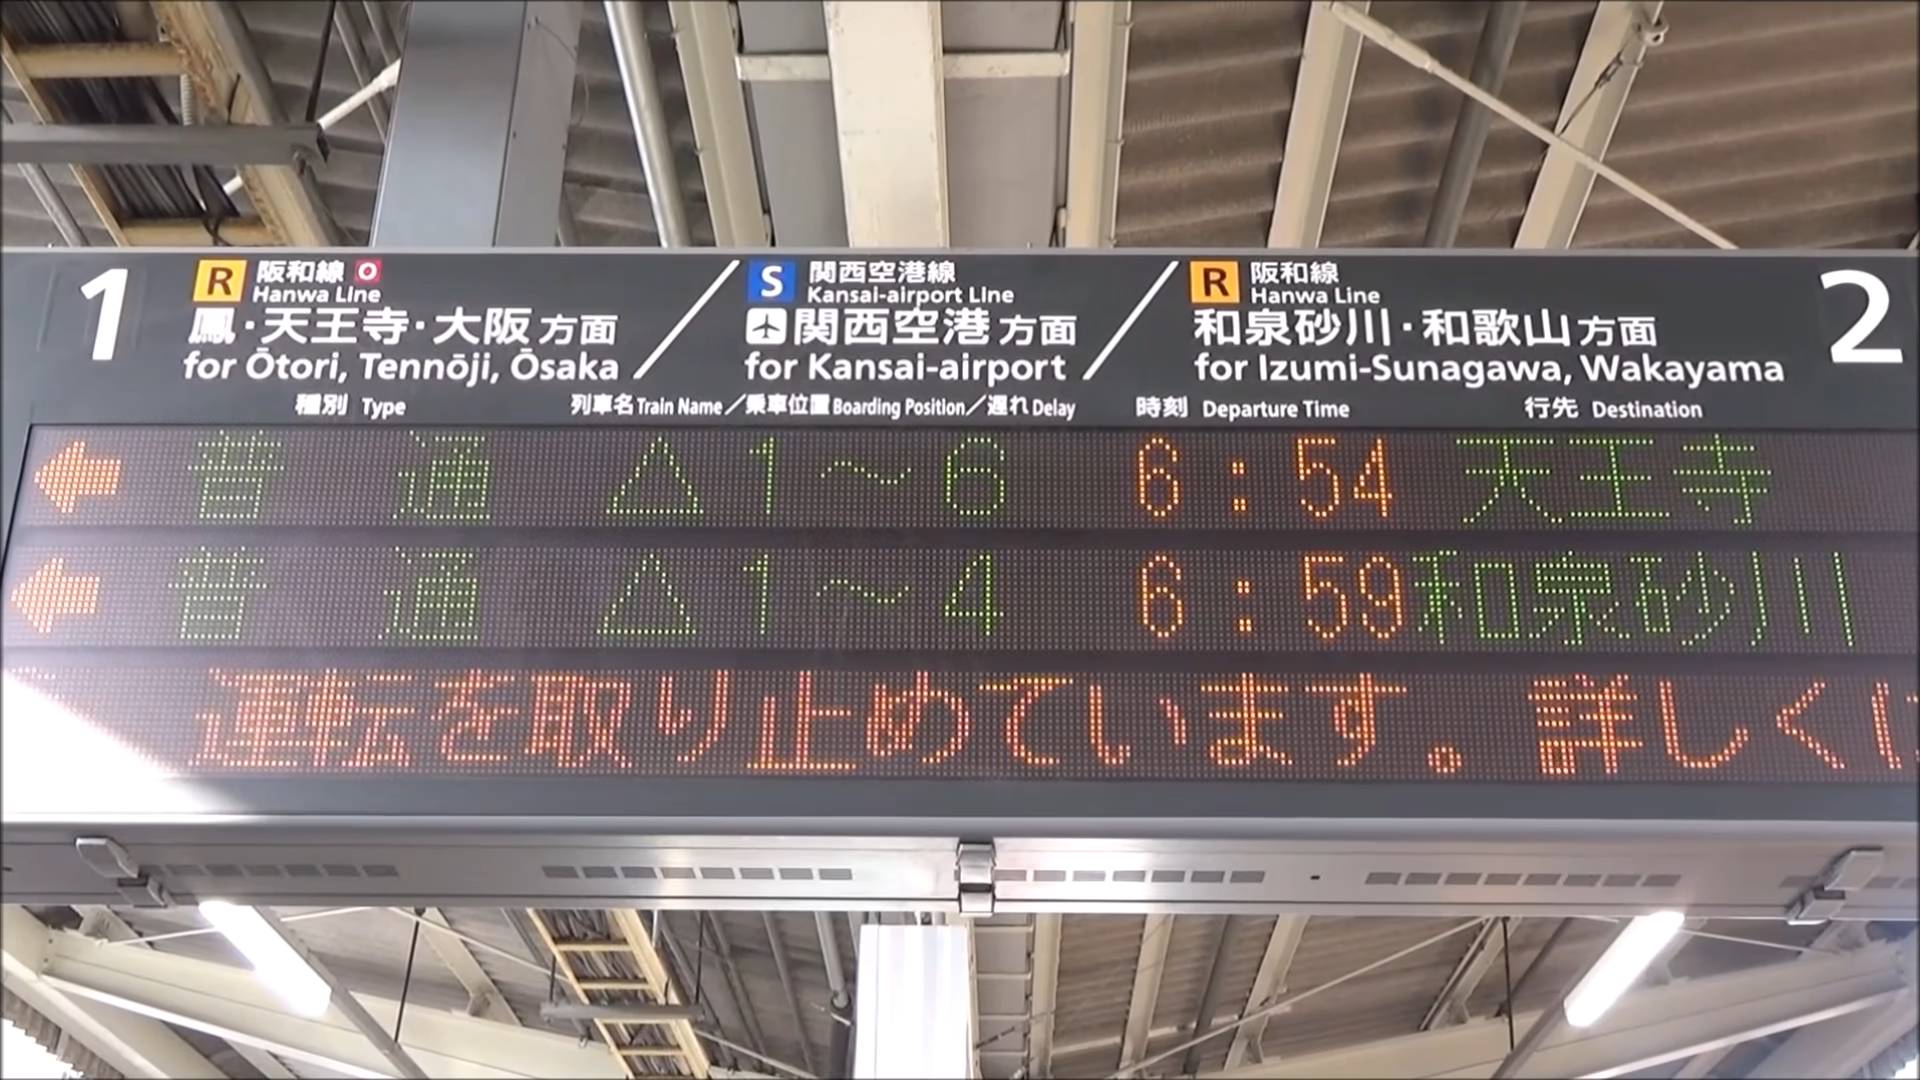 1
R 阪和線 O
Hanwa Line
鳳・天王寺・大阪 方面
for Ōtori, Tennōji, Ōsaka
S 関西空港線
Kansai-airport Line
関西空港 方面
for Kansai-airport
R 阪和線
Hanwa Line
和泉砂川・和歌山 方面
for Izumi-Sunagawa, Wakayama
2
種別 Type 列車名 Train Name／乗車位置 Boarding Position／遅れ Delay 時刻 Departure Time 行先 Destination
← 普通 △1～6 6:54 天王寺
← 普通 △1～4 6:59 和泉砂川
運転を取り止めています。詳しくは